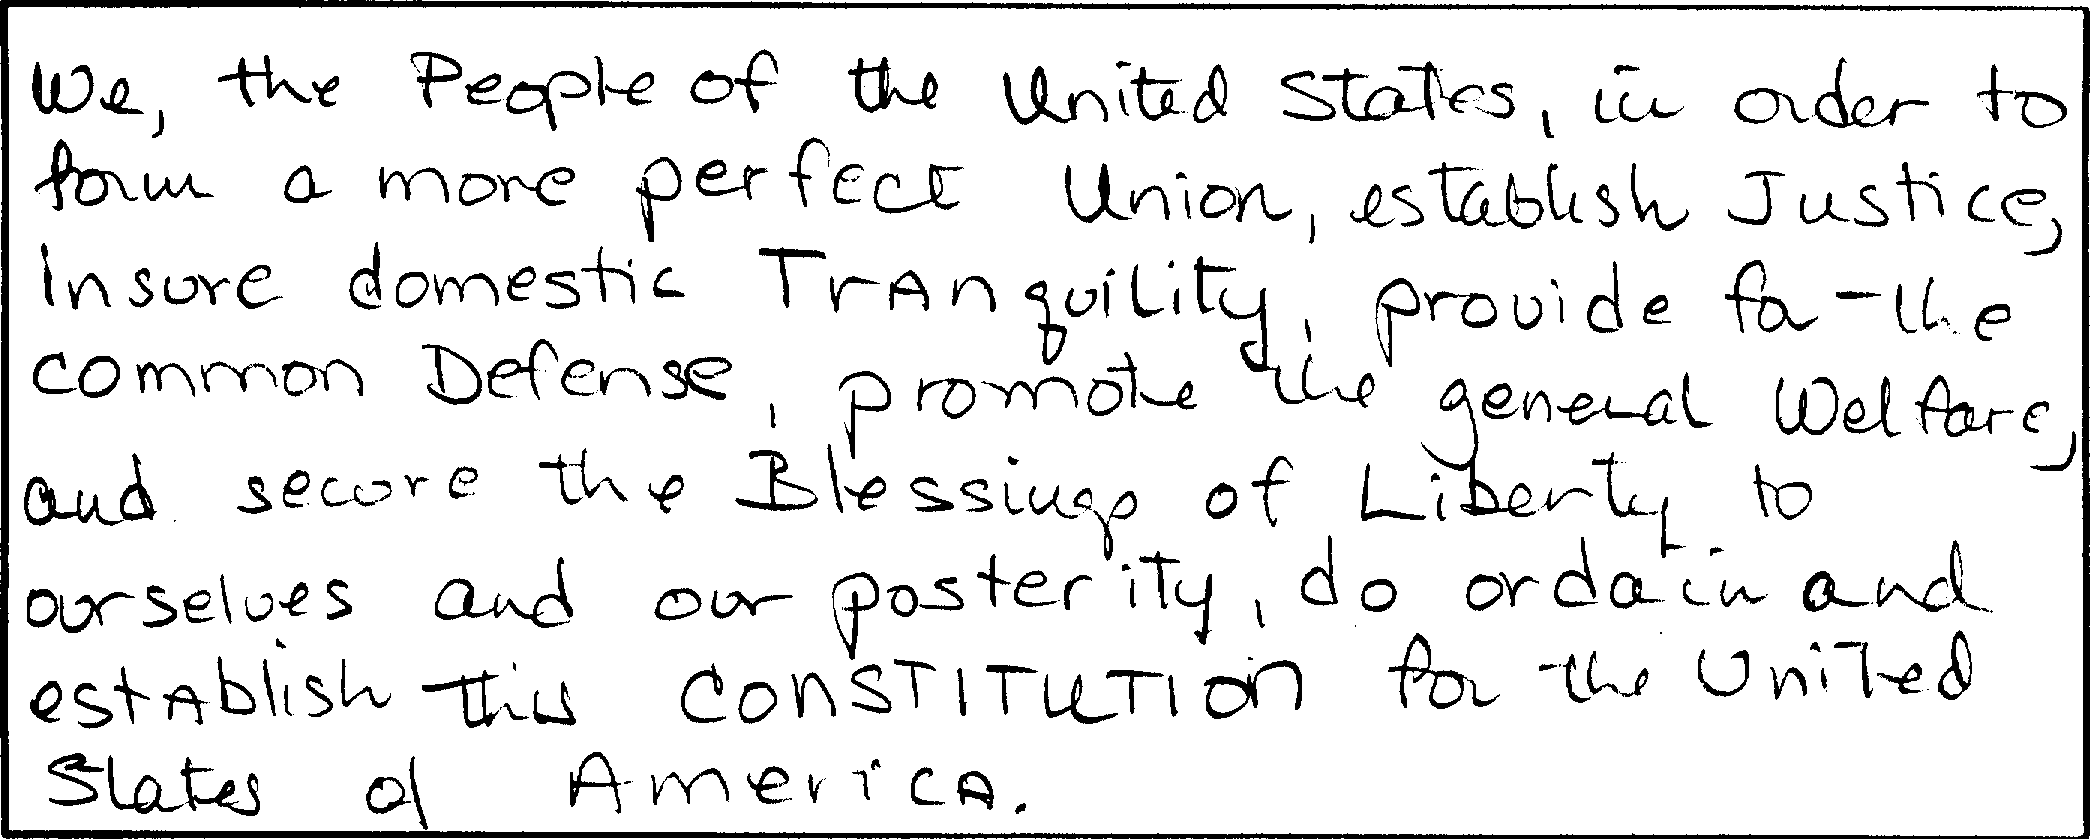 We, the People of the United States, in order to
form a more perfect Union, establish Justice,
insure domestic TrAnquility, provide for the
common Defense, promote the general Welfare,
and secure the Blessings of Liberty to
ourselves and our posterity, do ordain and
estAblish this CONSTITUTION for the United
States of AmericA.